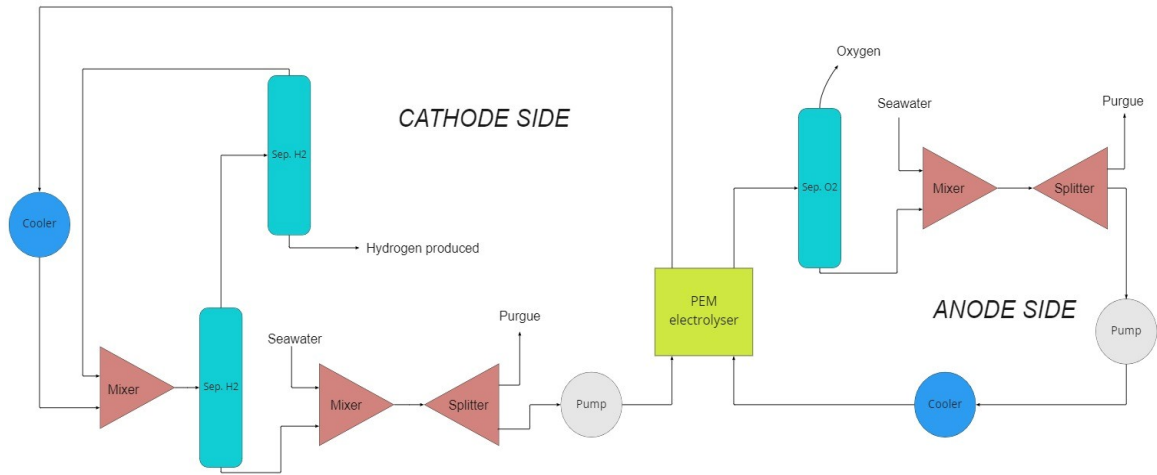 Oxygen
CATHODE SIDE
Seawater
Purgue
Sep. H2
Sep. O2
Mixer
Splitter
Cooler
Hydrogen produced
PEM
electrolyser
ANODE SIDE
Purgue
Pump
Seawater
Mixer
Sep. H2
Mixer
Splitter
Pump
Cooler